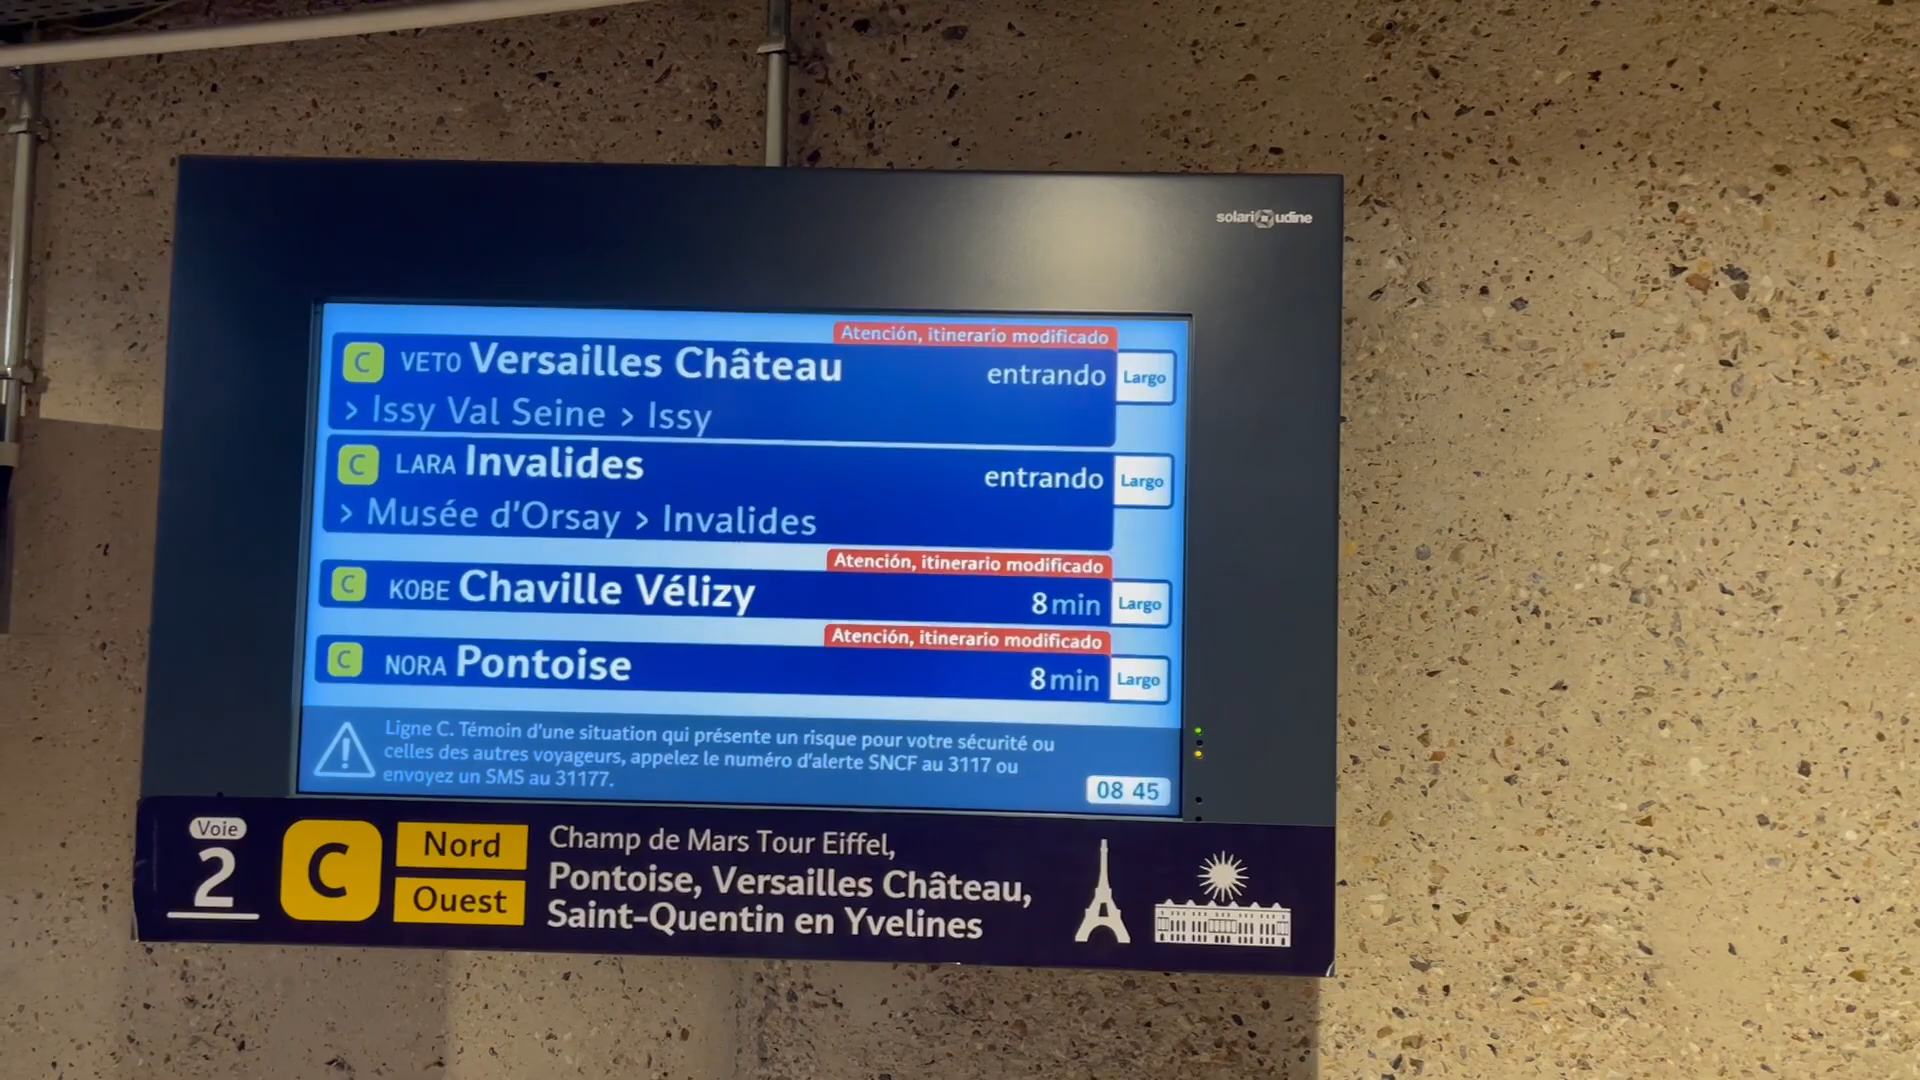 solari udine
Atención, itinerario modificado
C VETO Versailles Château entrando Largo
> Issy Val Seine > Issy
C LARA Invalides entrando Largo
> Musée d'Orsay > Invalides
Atención, itinerario modificado
C KOBE Chaville Vélizy 8 min Largo
Atención, itinerario modificado
C NORA Pontoise 8 min Largo
Ligne C. Témoin d'une situation qui présente un risque pour votre sécurité ou
celles des autres voyageurs, appelez le numéro d'alerte SNCF au 3117 ou
envoyez un SMS au 31177.
08 45
Voie
2
C
Nord
Ouest
Champ de Mars Tour Eiffel,
Pontoise, Versailles Château,
Saint-Quentin en Yvelines